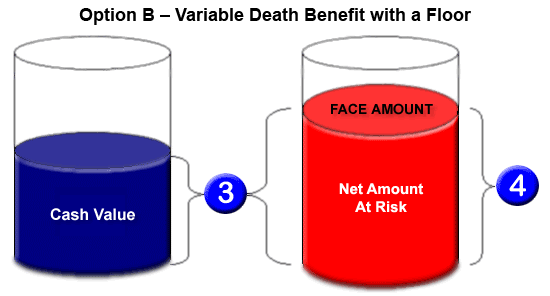 Option B – Variable Death Benefit with a Floor
FACE AMOUNT
Cash Value
3
Net Amount
At Risk
4